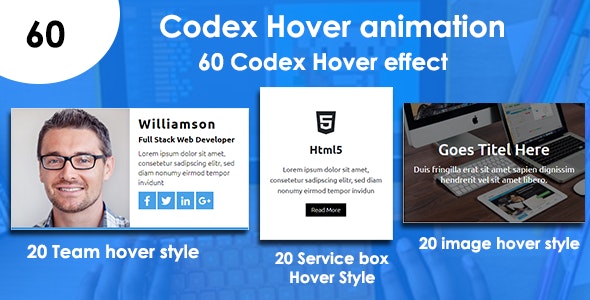 60
Codex Hover animation
60 Codex Hover effect
Williamson
Full Stack Web Developer
Lorem ipsum dolor sit amet,
consectetur sadipscing elitr, sed
diam nonumy eirmod tempor
invidunt
20 Team hover style
5
Html5
Lorem ipsum dolor sit amet,
consetetur sadipscing elitr, sed diam
nonumy eirmod tempor invidun
Read More
20 Service box
Hover Style
Goes Titel Here
Duis fringilla erat sit amet sapien dignissim
hendrerit vel sit amet libero.
20 image hover style